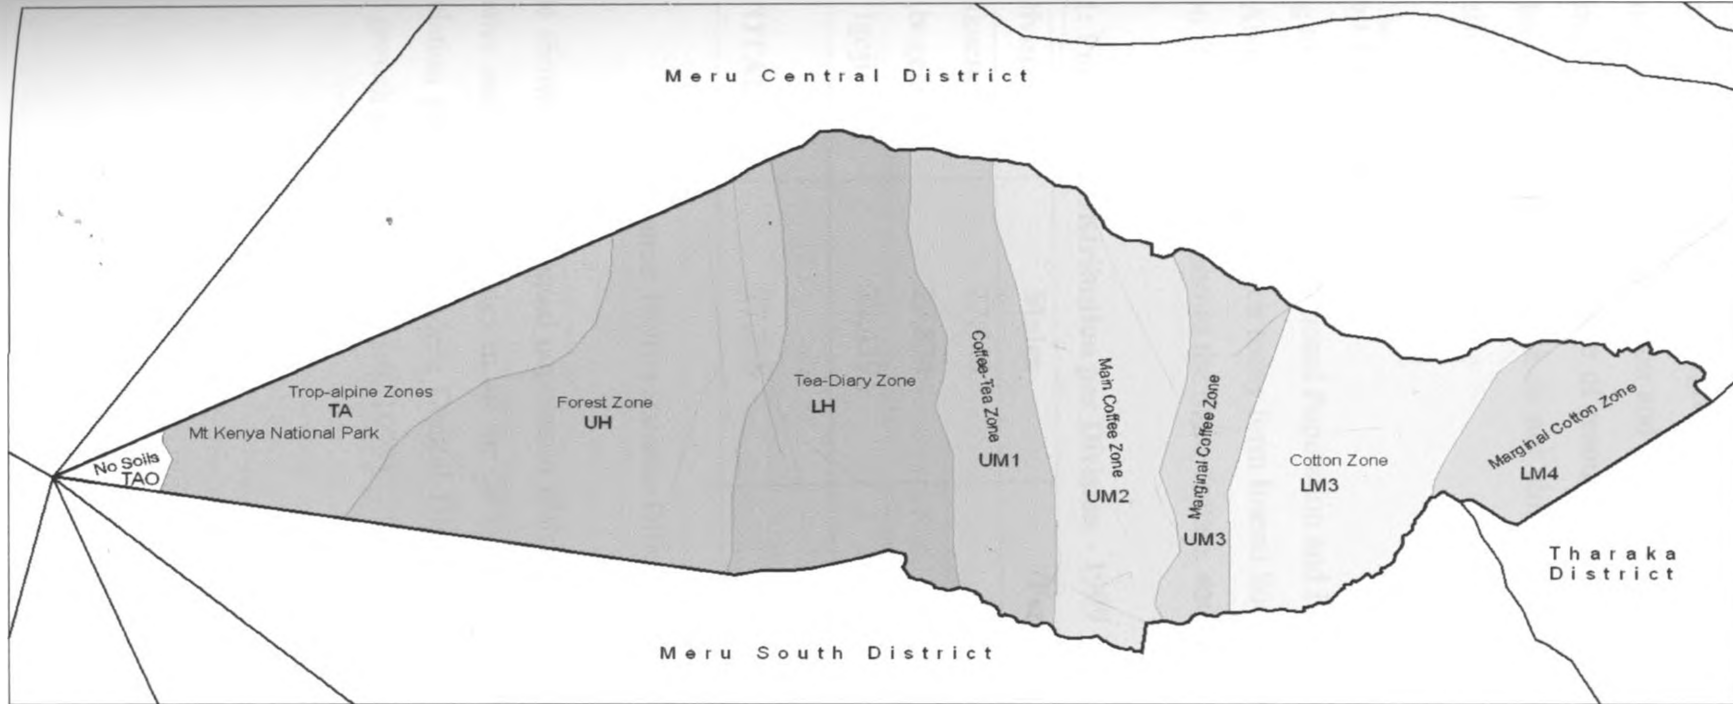 Meru Central District
Trop-alpine Zones
TA
Mt Kenya National Park
No Soils
TAO
Forest Zone
UH
Tea-Diary Zone
LH
Coffee-Tea Zone
UM1
Main Coffee Zone
UM2
Marginal Coffee Zone
UM3
Cotton Zone
LM3
Marginal Cotton Zone
LM4
Tharaka
District
Meru South District